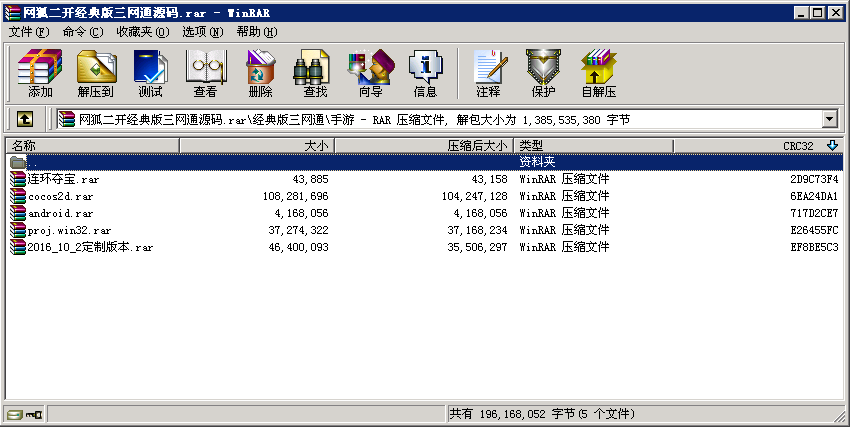 网狐二开经典版三网通源码.rar - WinRAR
文件(F) 命令(C) 收藏夹(O) 选项(N) 帮助(H)
添加 解压到 测试 查看 删除 查找 向导 信息 注释 保护 自解压
网狐二开经典版三网通源码.rar\经典版三网通\手游 - RAR 压缩文件, 解包大小为 1,385,535,380 字节
名称 大小 压缩后大小 类型 CRC32
.. 资料夹
连环夺宝.rar 43,885 43,158 WinRAR 压缩文件 2D9C73F4
cocos2d.rar 108,281,696 104,247,128 WinRAR 压缩文件 6EA24DA1
android.rar 4,168,056 4,168,056 WinRAR 压缩文件 717D2CE7
proj.win32.rar 37,274,322 37,168,234 WinRAR 压缩文件 E26455FC
2016_10_2定制版本.rar 46,400,093 35,506,297 WinRAR 压缩文件 EF8BE5C3
共有 196,168,052 字节(5 个文件)